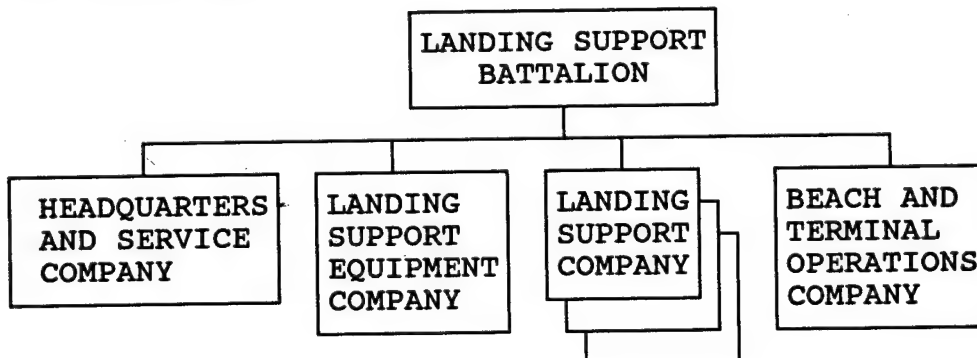 LANDING SUPPORT
BATTALION
HEADQUARTERS
AND SERVICE
COMPANY
LANDING
SUPPORT
EQUIPMENT
COMPANY
LANDING
SUPPORT
COMPANY
BEACH AND
TERMINAL
OPERATIONS
COMPANY